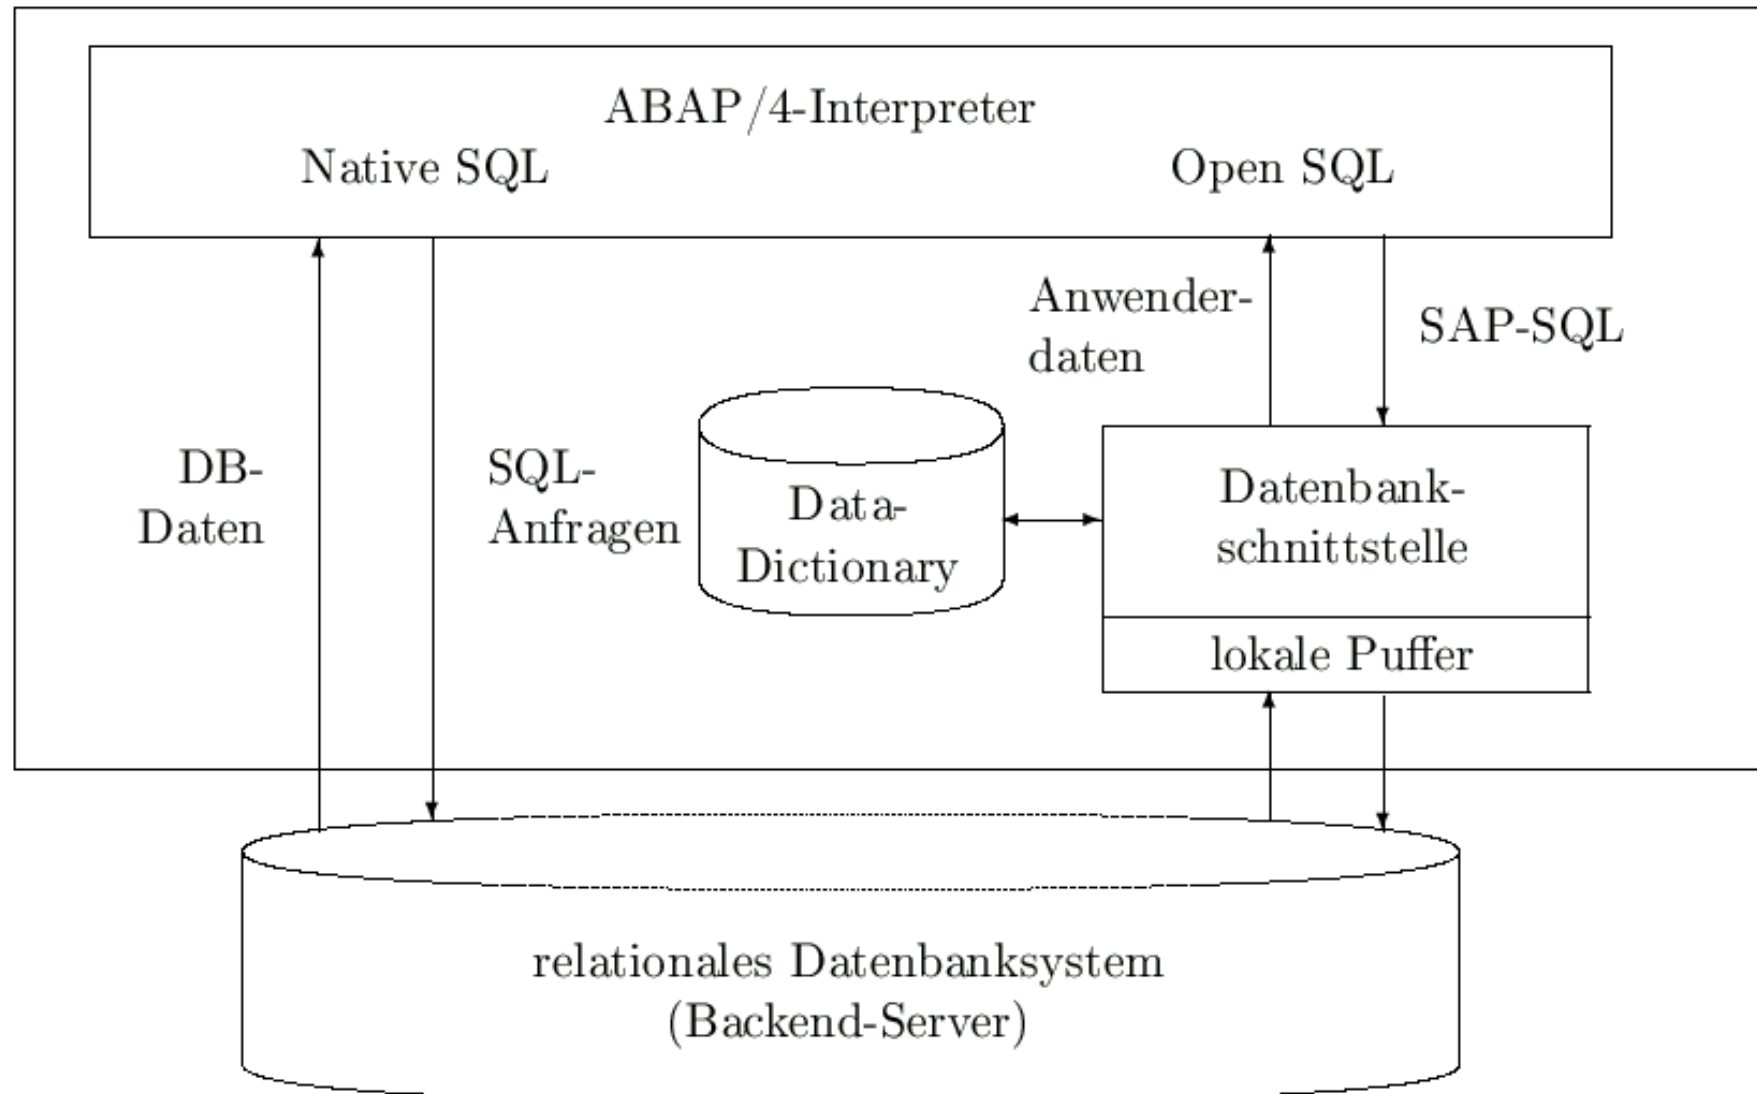 ABAP/4-Interpreter
Native SQL
Open SQL
Anwender-
daten
SAP-SQL
DB-
Daten
SQL-
Anfragen
Data-
Dictionary
Datenbank-
schnittstelle
lokale Puffer
relationales Datenbanksystem
(Backend-Server)